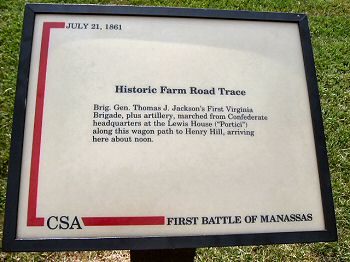 JULY 21, 1861
Historic Farm Road Trace
Brig. Gen. Thomas J. Jackson's First Virginia
Brigade, plus artillery, marched from Confederate
headquarters at the Lewis House ("Portici")
along this wagon path to Henry Hill, arriving
here about noon.
CSA
FIRST BATTLE OF MANASSAS